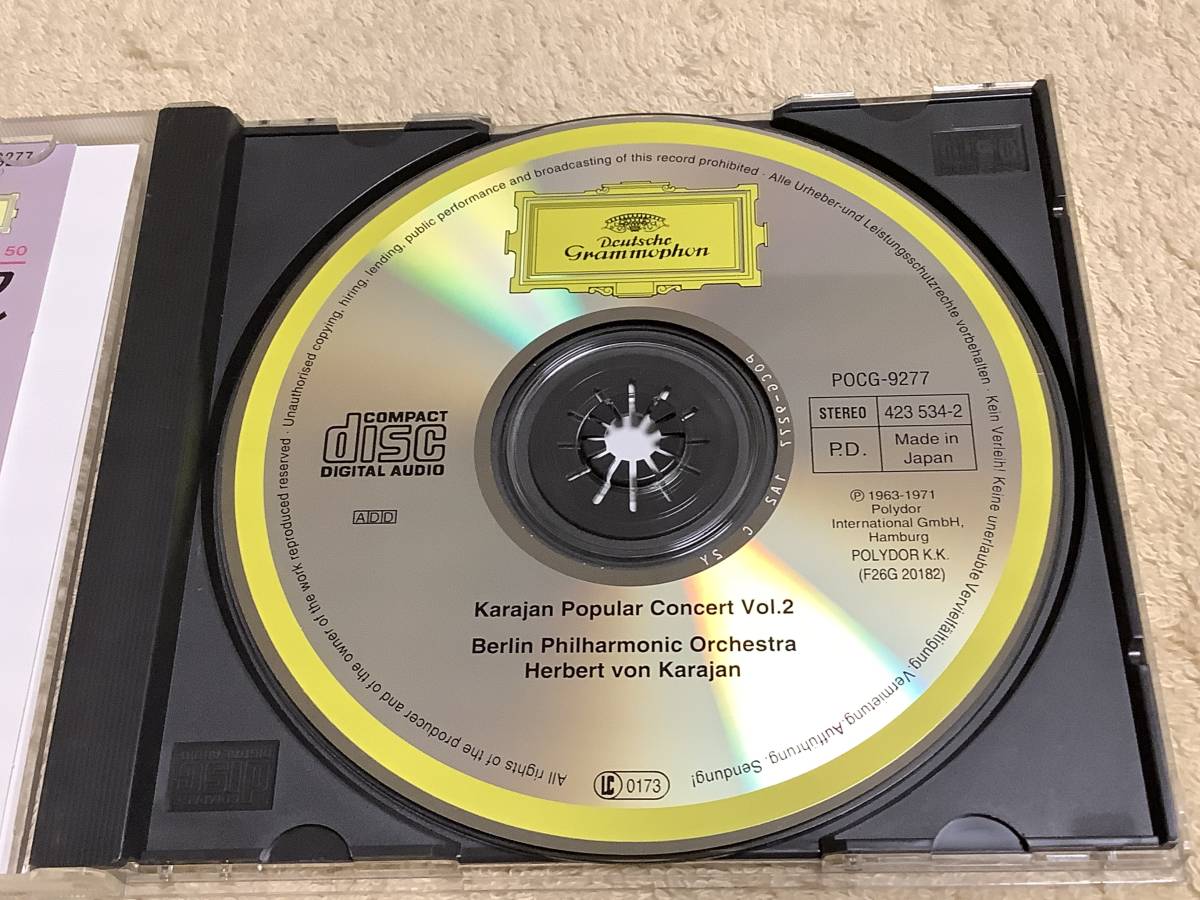 50
Deutsche
Grammophon
All rights of the producer and of the owner of the work reproduced reserved · Unauthorised copying, hiring, lending, public performance and broadcasting of this record prohibited · Alle Urheber-und Leistungsschutzrechte vorbehalten · Kein Verleih! Keine unerlaubte Vervielfältigung, Vermietung, Aufführung, Sendung!
COMPACT
disc
DIGITAL AUDIO
ADD
POCG-9277
STEREO 423 534-2
P.D. Made in
Japan
℗ 1963-1971
Polydor
International GmbH,
Hamburg
POLYDOR K.K.
(F26G 20182)
Karajan Popular Concert Vol.2
Berlin Philharmonic Orchestra
Herbert von Karajan
LC 0173
COMPACT
disc
DIGITAL AUDIO